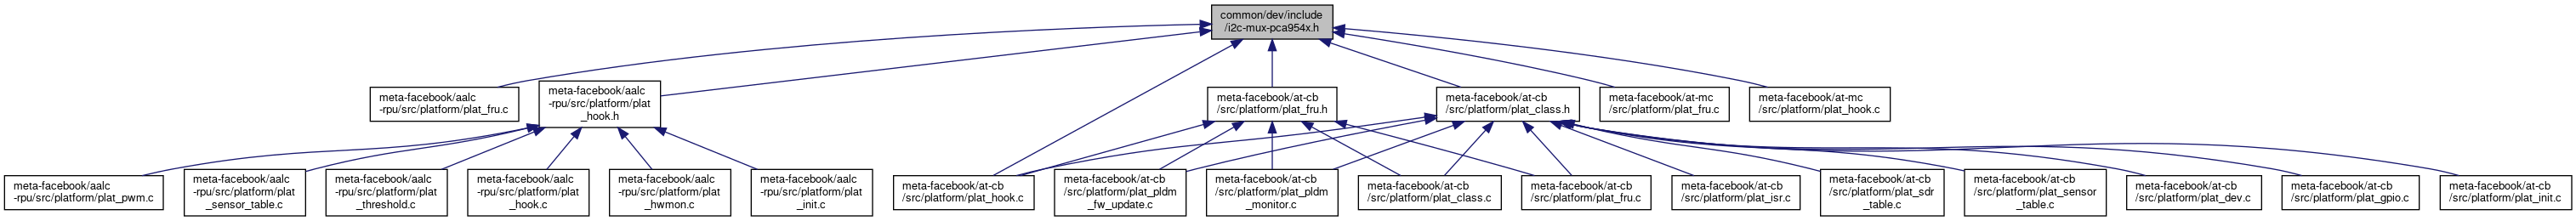 common/dev/include
/i2c-mux-pca954x.h
meta-facebook/aalc
-rpu/src/platform/plat_fru.c
meta-facebook/aalc
-rpu/src/platform/plat
_hook.h
meta-facebook/at-cb
/src/platform/plat_fru.h
meta-facebook/at-cb
/src/platform/plat_class.h
meta-facebook/at-mc
/src/platform/plat_fru.c
meta-facebook/at-mc
/src/platform/plat_hook.c
meta-facebook/aalc
-rpu/src/platform/plat_pwm.c
meta-facebook/aalc
-rpu/src/platform/plat
_sensor_table.c
meta-facebook/aalc
-rpu/src/platform/plat
_threshold.c
meta-facebook/aalc
-rpu/src/platform/plat
_hook.c
meta-facebook/aalc
-rpu/src/platform/plat
_hwmon.c
meta-facebook/aalc
-rpu/src/platform/plat
_init.c
meta-facebook/at-cb
/src/platform/plat_hook.c
meta-facebook/at-cb
/src/platform/plat_pldm
_fw_update.c
meta-facebook/at-cb
/src/platform/plat_pldm
_monitor.c
meta-facebook/at-cb
/src/platform/plat_class.c
meta-facebook/at-cb
/src/platform/plat_fru.c
meta-facebook/at-cb
/src/platform/plat_isr.c
meta-facebook/at-cb
/src/platform/plat_sdr
_table.c
meta-facebook/at-cb
/src/platform/plat_sensor
_table.c
meta-facebook/at-cb
/src/platform/plat_dev.c
meta-facebook/at-cb
/src/platform/plat_gpio.c
meta-facebook/at-cb
/src/platform/plat_init.c